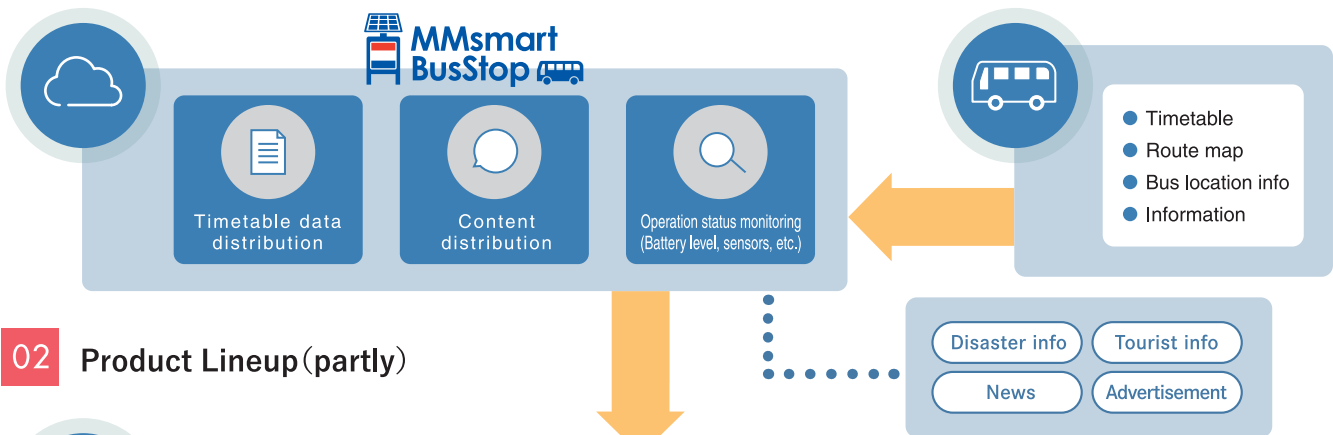 MMsmart
BusStop
Timetable data
distribution
Content
distribution
Operation status monitoring
(Battery level, sensors, etc.)
Timetable
Route map
Bus location info
Information
02 Product Lineup(partly)
Disaster info
Tourist info
News
Advertisement